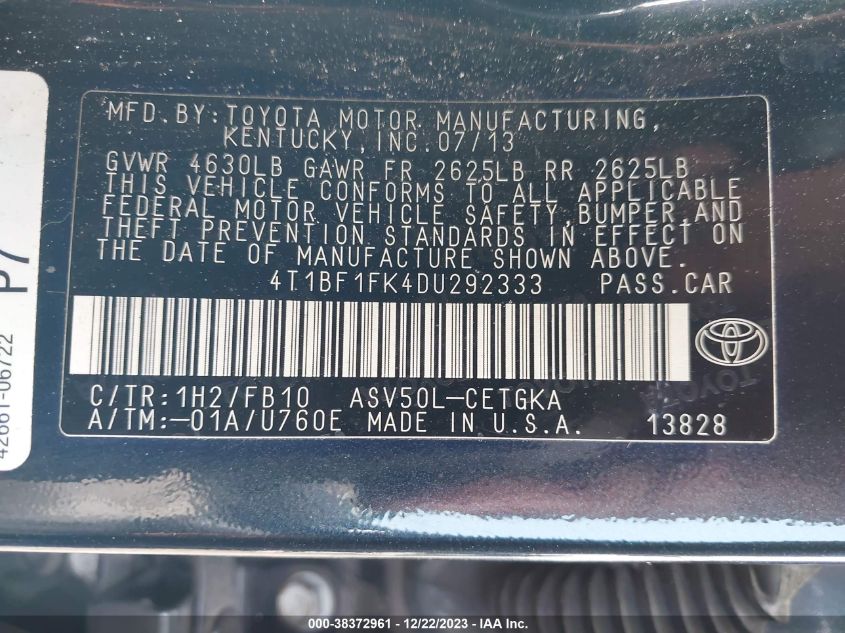 MFD. BY: TOYOTA MOTOR MANUFACTURING,
KENTUCKY, INC. 07/13
GVWR 4630LB GAWR FR 2625LB RR 2625LB
THIS VEHICLE CONFORMS TO ALL APPLICABLE
FEDERAL MOTOR VEHICLE SAFETY, BUMPER, AND
THEFT PREVENTION STANDARDS IN EFFECT ON
THE DATE OF MANUFACTURE SHOWN ABOVE.
4T1BF1FK4DU292333 PASS. CAR
C/TR: 1H2/FB10 ASV50L-CETGKA
A/TM:-01A/U760E MADE IN U.S.A. 13828
P7
42661-06722
000-38372961 - 12/22/2023 - IAA Inc.